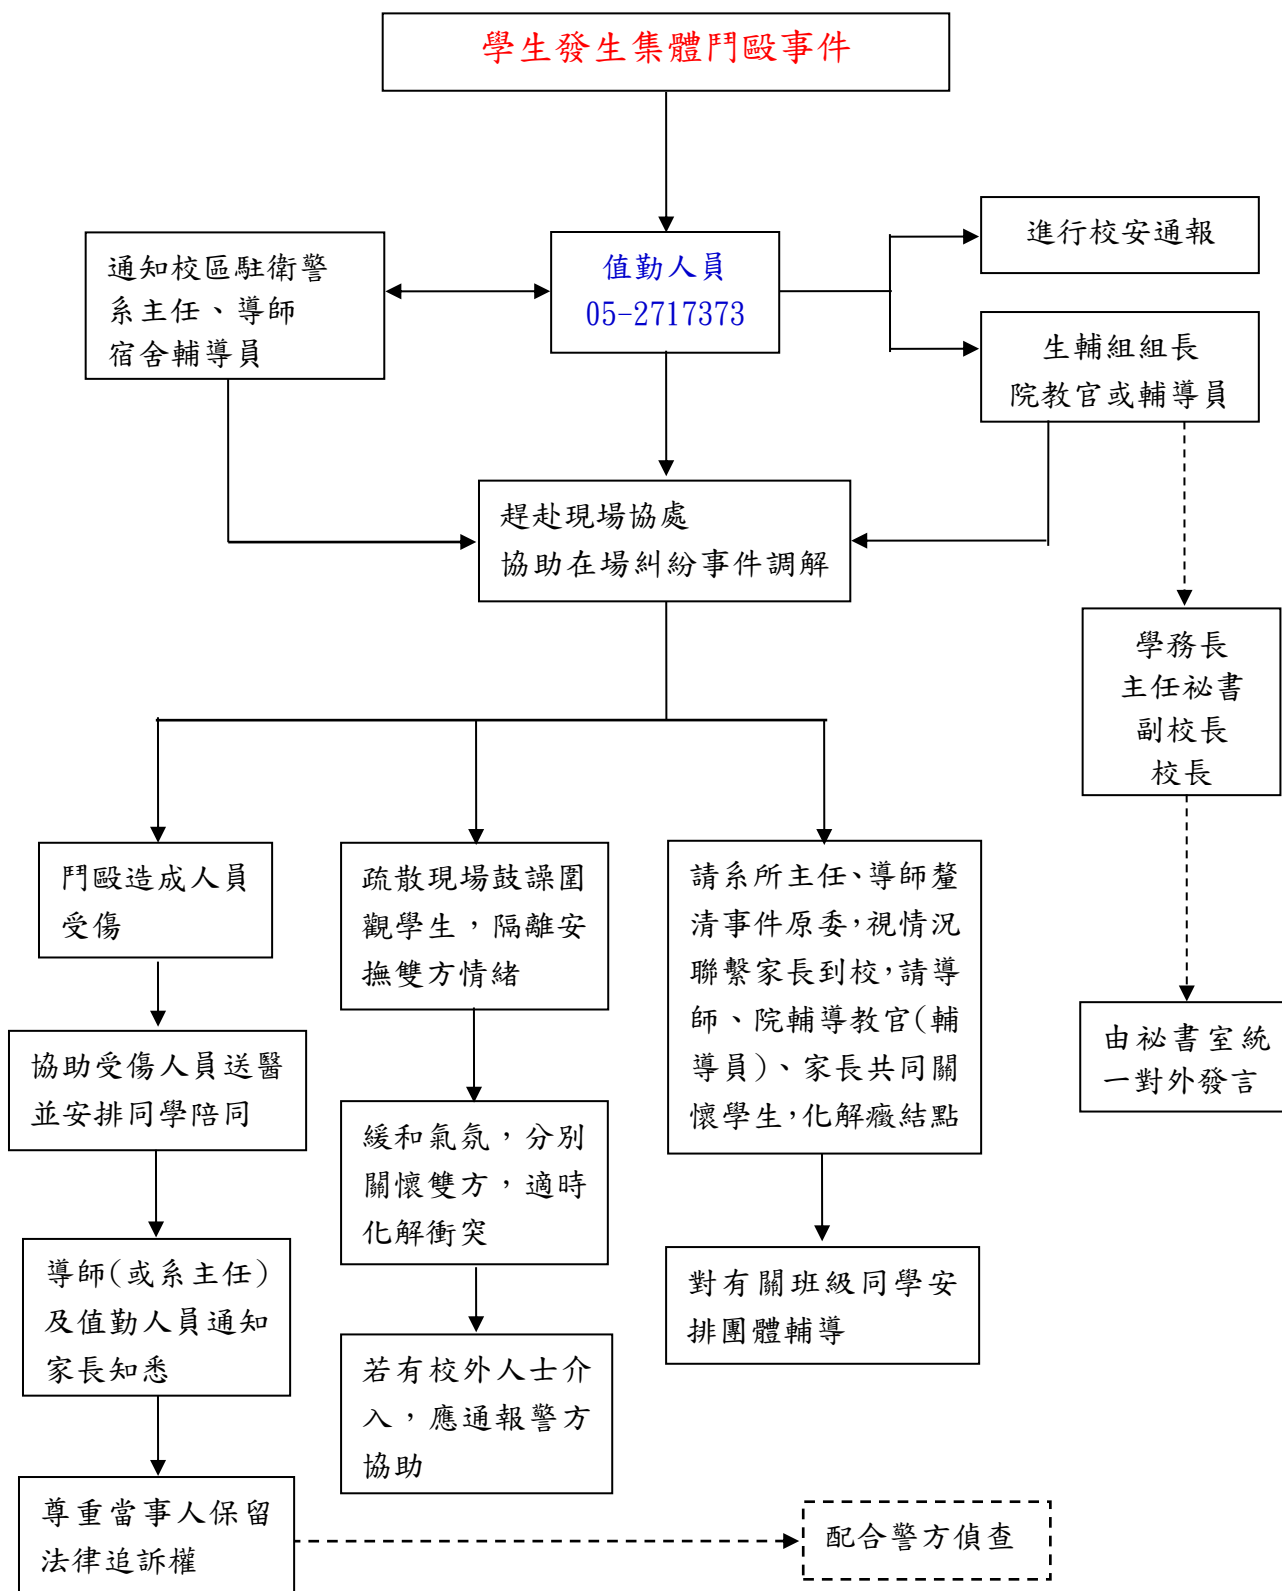 學生發生集體鬥毆事件
進行校安通報
通知校區駐衛警
系主任、導師
宿舍輔導員
值勤人員
05-2717373
生輔組組長
院教官或輔導員
趕赴現場協處
協助在場糾紛事件調解
學務長
主任祕書
副校長
校長
鬥毆造成人員
受傷
疏散現場鼓譟圍
觀學生，隔離安
撫雙方情緒
請系所主任、導師釐
清事件原委，視情況
聯繫家長到校，請導
師、院輔導教官(輔
導員)、家長共同關
懷學生，化解癥結點
由祕書室統
一對外發言
協助受傷人員送醫
並安排同學陪同
緩和氣氛，分別
關懷雙方，適時
化解衝突
導師(或系主任)
及值勤人員通知
家長知悉
對有關班級同學安
排團體輔導
若有校外人士介
入，應通報警方
協助
尊重當事人保留
法律追訴權
配合警方偵查